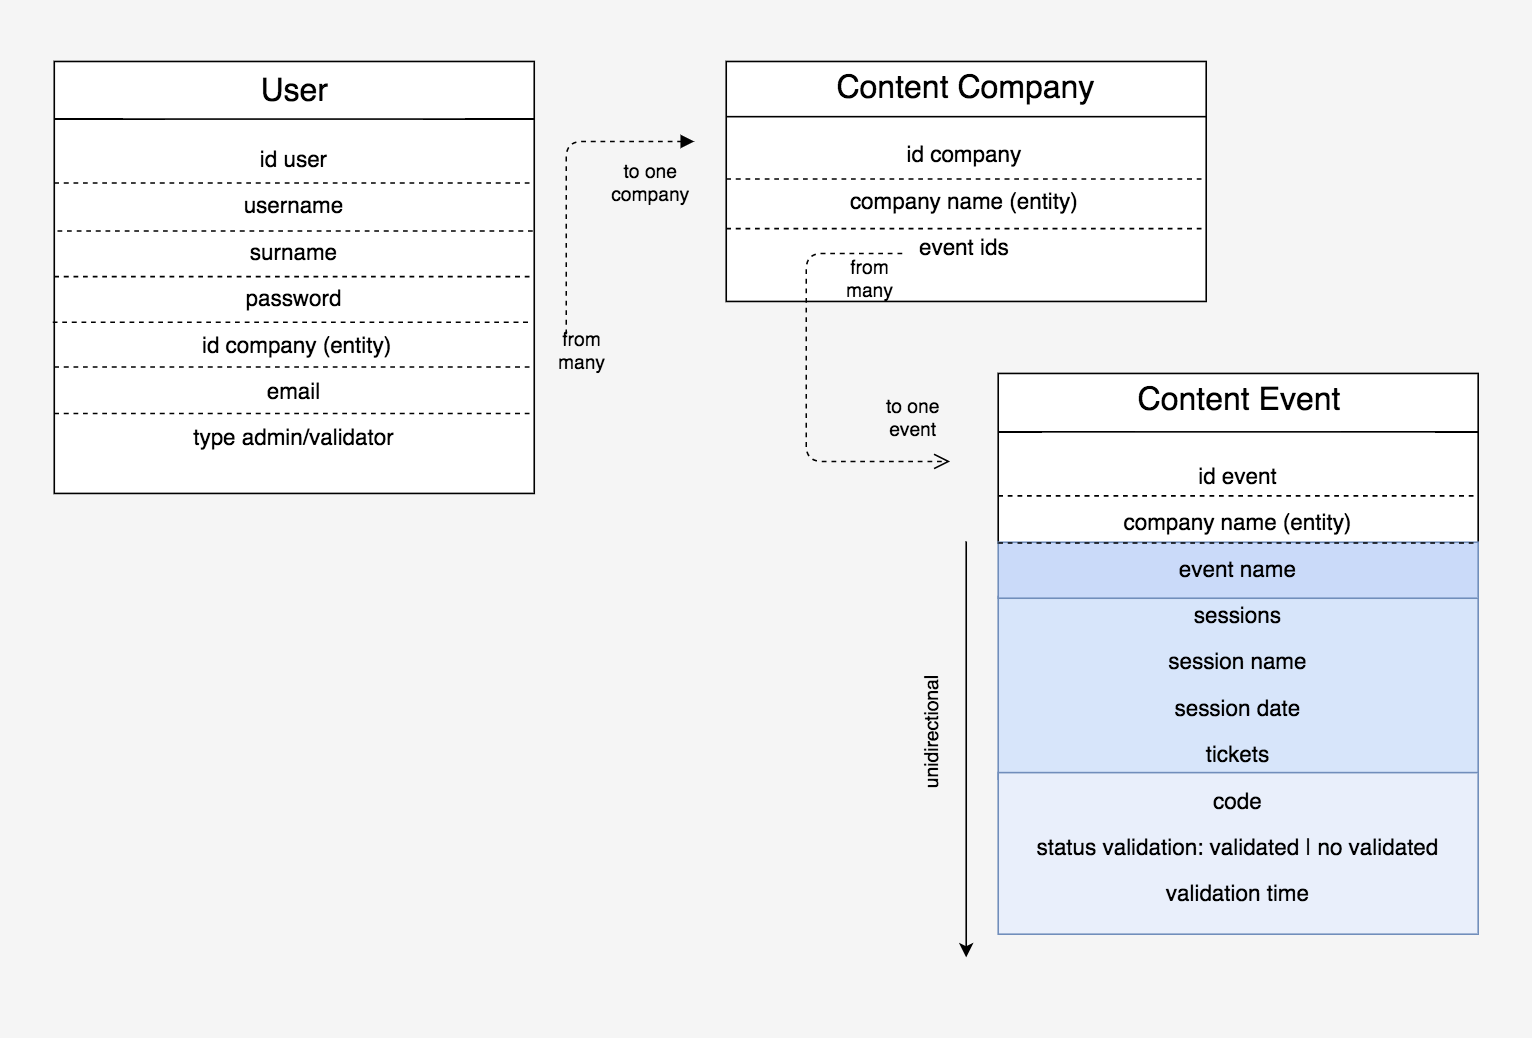 User
id user
username
surname
password
id company (entity)
email
type admin/validator
from
many
to one
company
Content Company
id company
company name (entity)
event ids
from
many
to one
event
Content Event
id event
company name (entity)
event name
sessions
session name
session date
tickets
code
status validation: validated | no validated
validation time
unidirectional